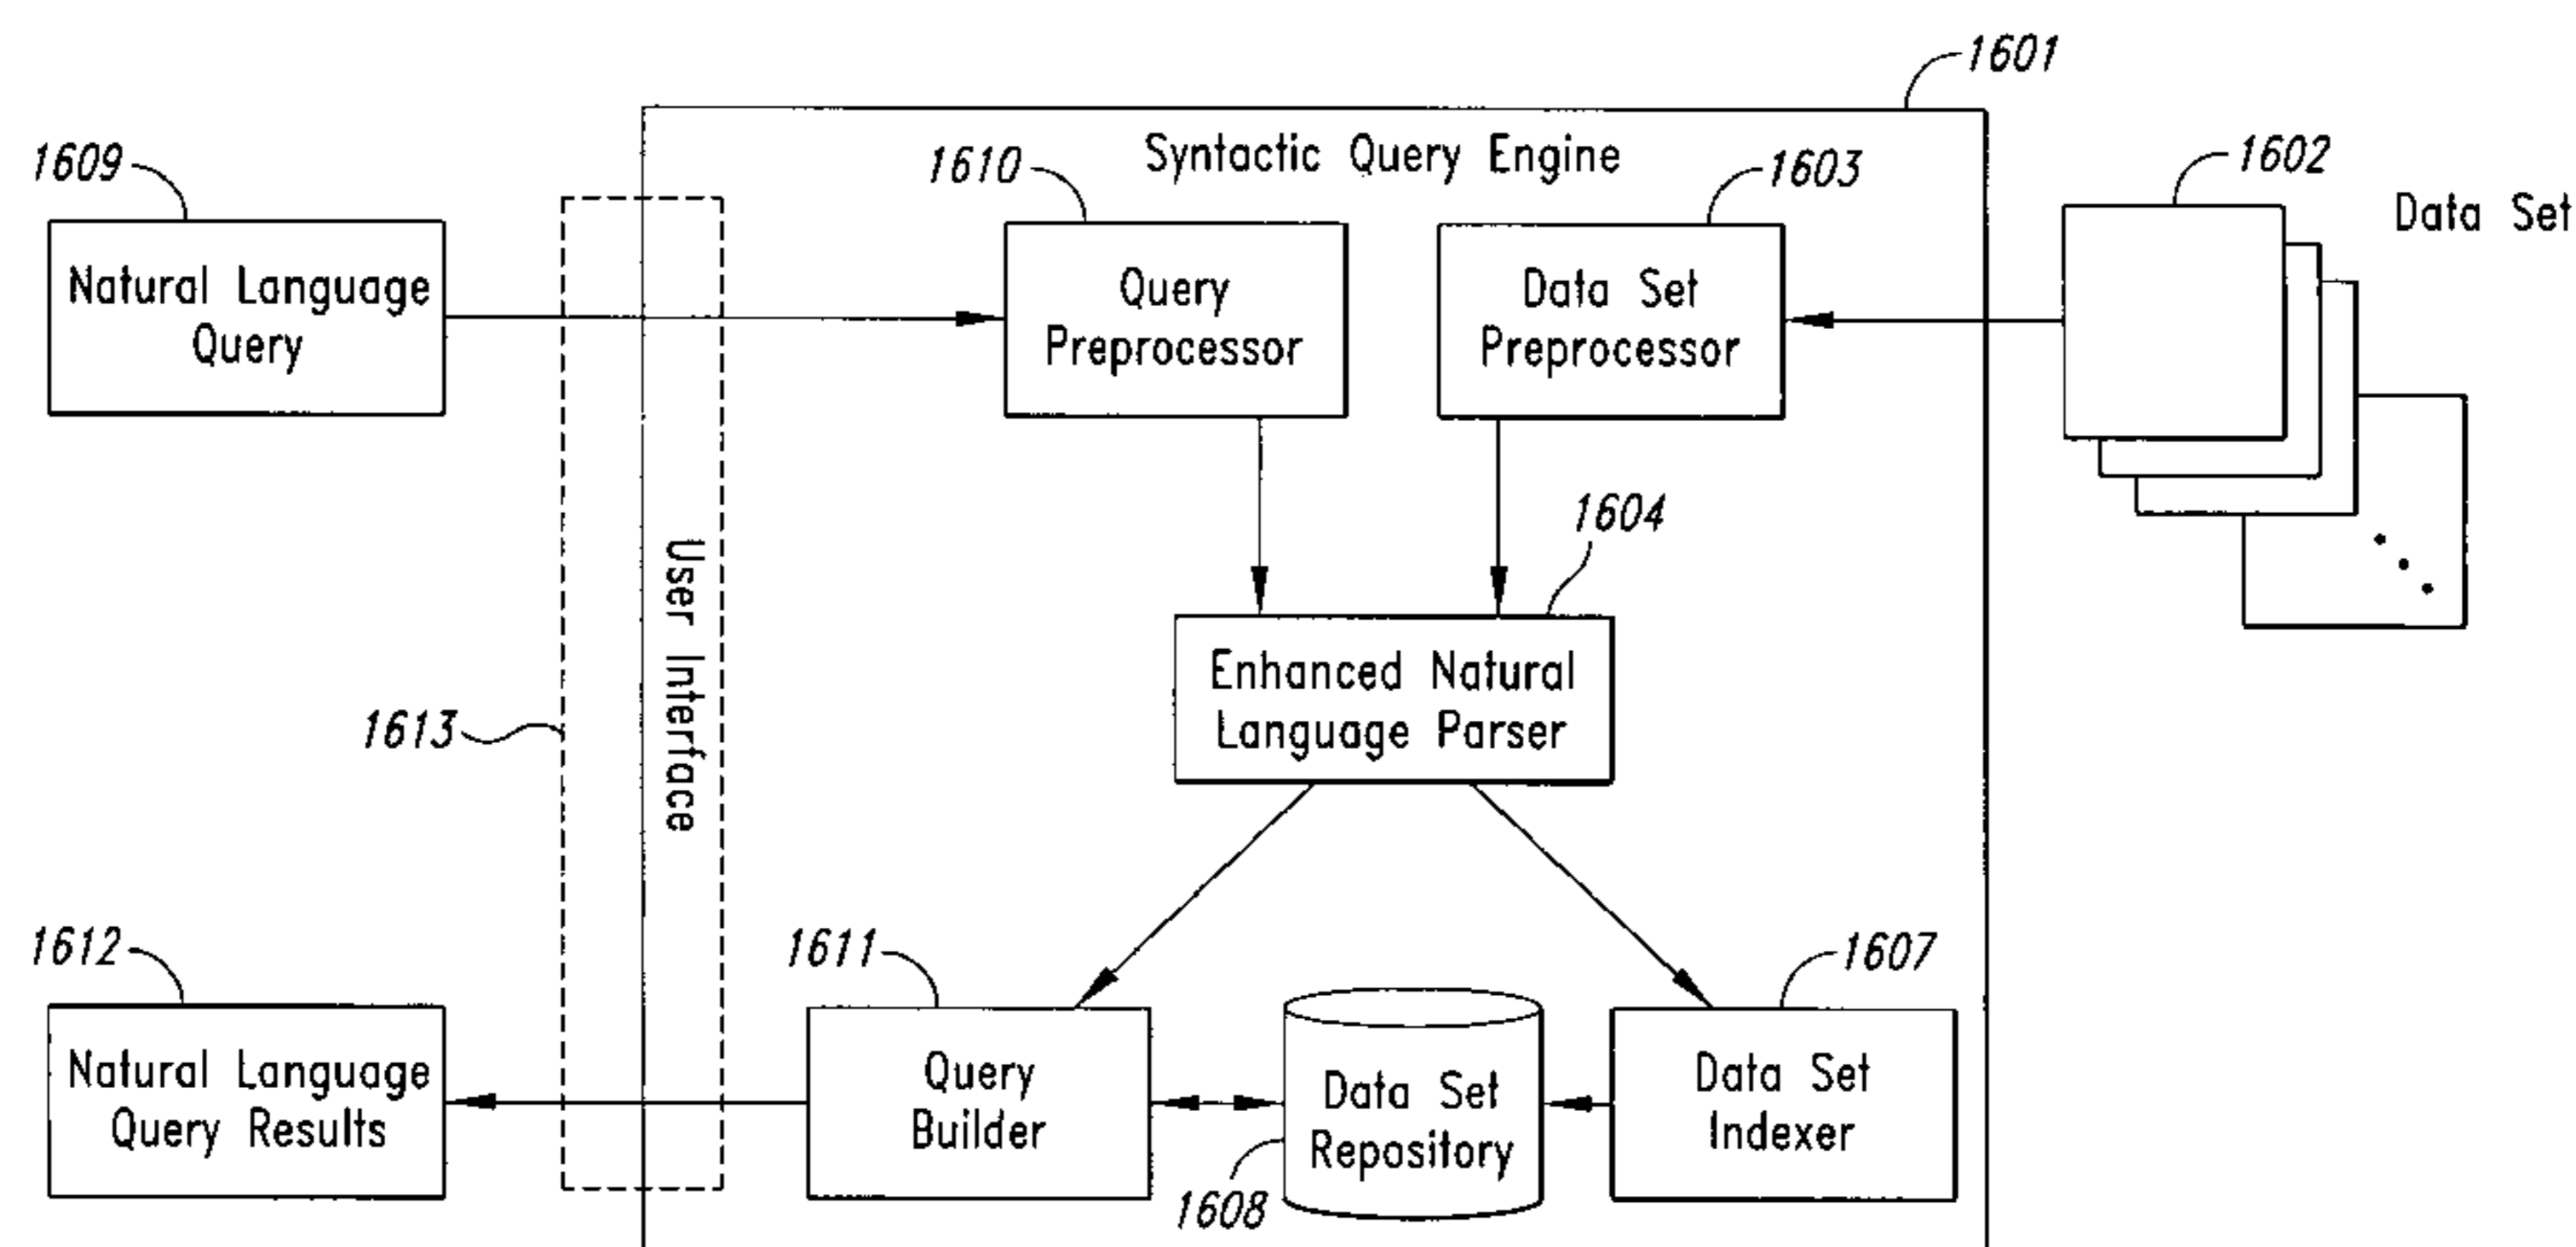 1601
Syntactic Query Engine
1609
1610
1603
1602
Data Set
Natural Language
Query
Query
Preprocessor
Data Set
Preprocessor
1604
User Interface
Enhanced Natural
Language Parser
1613
1612
1611
1607
Natural Language
Query Results
Query
Builder
Data Set
Repository
Data Set
Indexer
1608